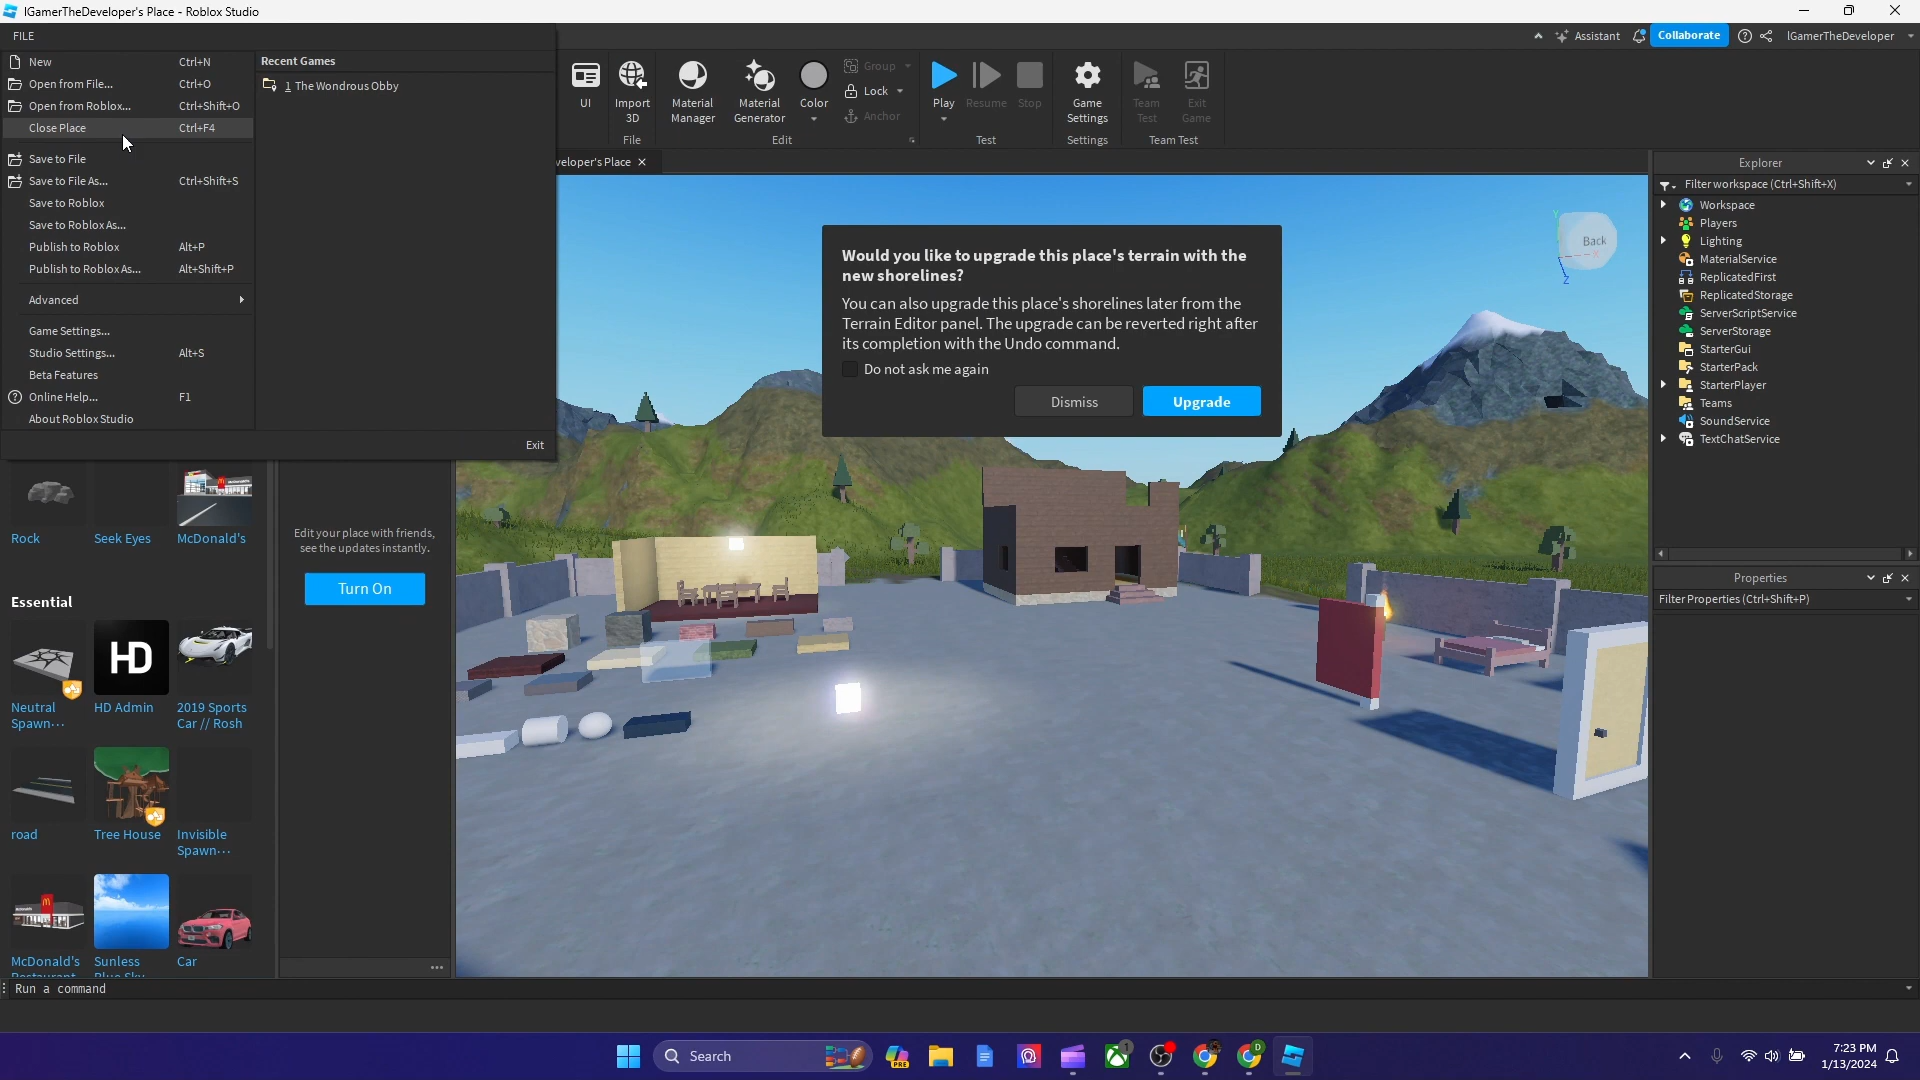 IGamerTheDeveloper's Place - Roblox Studio
FILE
Assistant
Collaborate
IGamerTheDeveloper
New Ctrl+N
Open from File... Ctrl+O
Open from Roblox... Ctrl+Shift+O
Close Place Ctrl+F4
Save to File
Save to File As... Ctrl+Shift+S
Save to Roblox
Save to Roblox As...
Publish to Roblox Alt+P
Publish to Roblox As... Alt+Shift+P
Advanced
Game Settings...
Studio Settings... Alt+S
Beta Features
Online Help... F1
About Roblox Studio
Recent Games
1 The Wondrous Obby
Exit
UI
Import
3D
File
Material
Manager
Material
Generator
Color
Group
Lock
Anchor
Edit
Play
Resume
Stop
Test
Game
Settings
Settings
Team
Test
Exit
Game
Team Test
veloper's Place
Would you like to upgrade this place's terrain with the
new shorelines?
You can also upgrade this place's shorelines later from the
Terrain Editor panel. The upgrade can be reverted right after
its completion with the Undo command.
Do not ask me again
Dismiss
Upgrade
Y
Back
X
Z
Explorer
Filter workspace (Ctrl+Shift+X)
Workspace
Players
Lighting
MaterialService
ReplicatedFirst
ReplicatedStorage
ServerScriptService
ServerStorage
StarterGui
StarterPack
StarterPlayer
Teams
SoundService
TextChatService
Properties
Filter Properties (Ctrl+Shift+P)
Rock
Seek Eyes
McDonald's
Essential
HD
Neutral
Spawn...
HD Admin
2019 Sports
Car // Rosh
road
Tree House
Invisible
Spawn...
McDonald's
Restaurant
Sunless
Blue Sky
Car
Edit your place with friends,
see the updates instantly.
Turn On
Run a command
Search
PRE
1
D
7:23 PM
1/13/2024